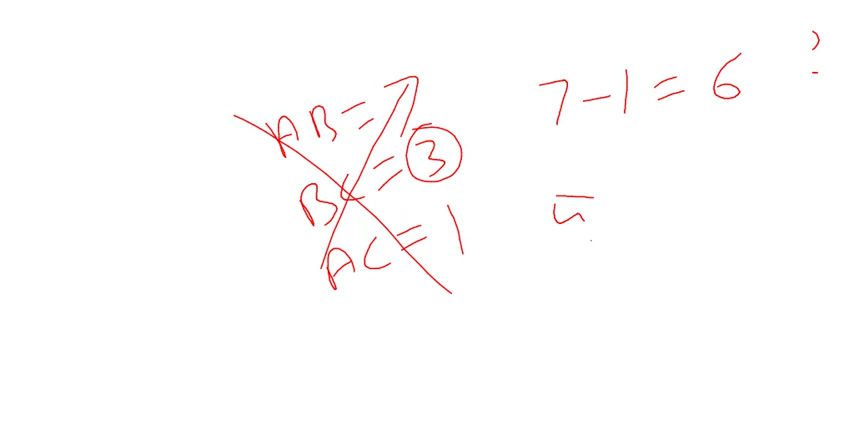 AB=7
BC=3
AC=1
7-1=6
?